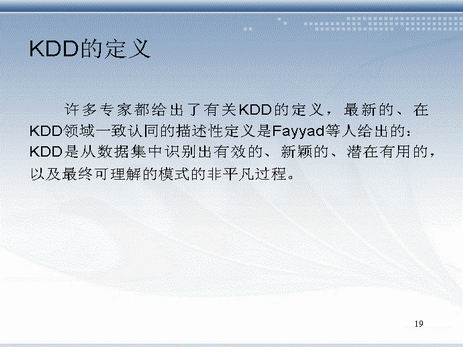 KDD的定义
许多专家都给出了有关KDD的定义，最新的、在
KDD领域一致认同的描述性定义是Fayyad等人给出的：
KDD是从数据集中识别出有效的、新颖的、潜在有用的，
以及最终可理解的模式的非平凡过程。
19